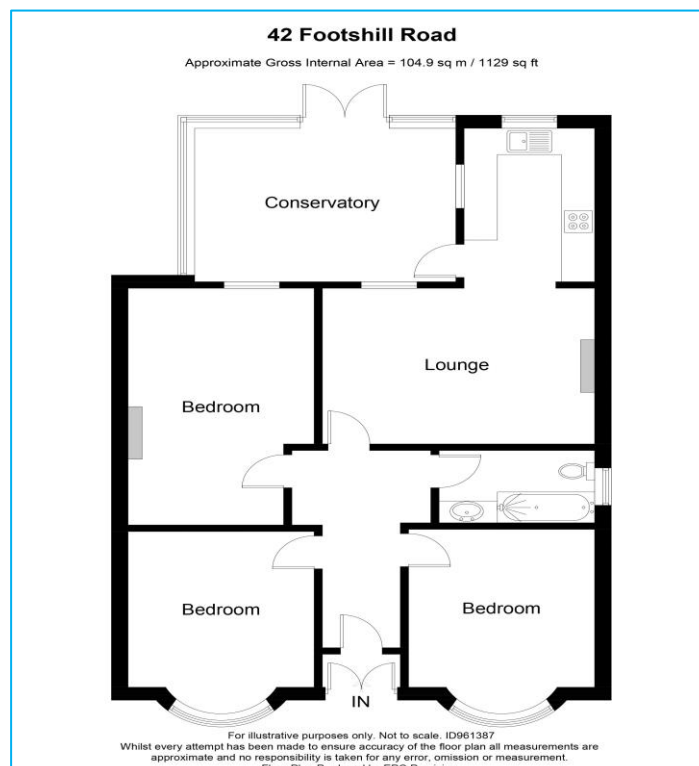 42 Footshill Road
Approximate Gross Internal Area = 104.9 sq m / 1129 sq ft
Conservatory
Lounge
Bedroom
Bedroom
Bedroom
IN
For illustrative purposes only. Not to scale. ID961387
Whilst every attempt has been made to ensure accuracy of the floor plan all measurements are
approximate and no responsibility is taken for any error, omission or measurement.